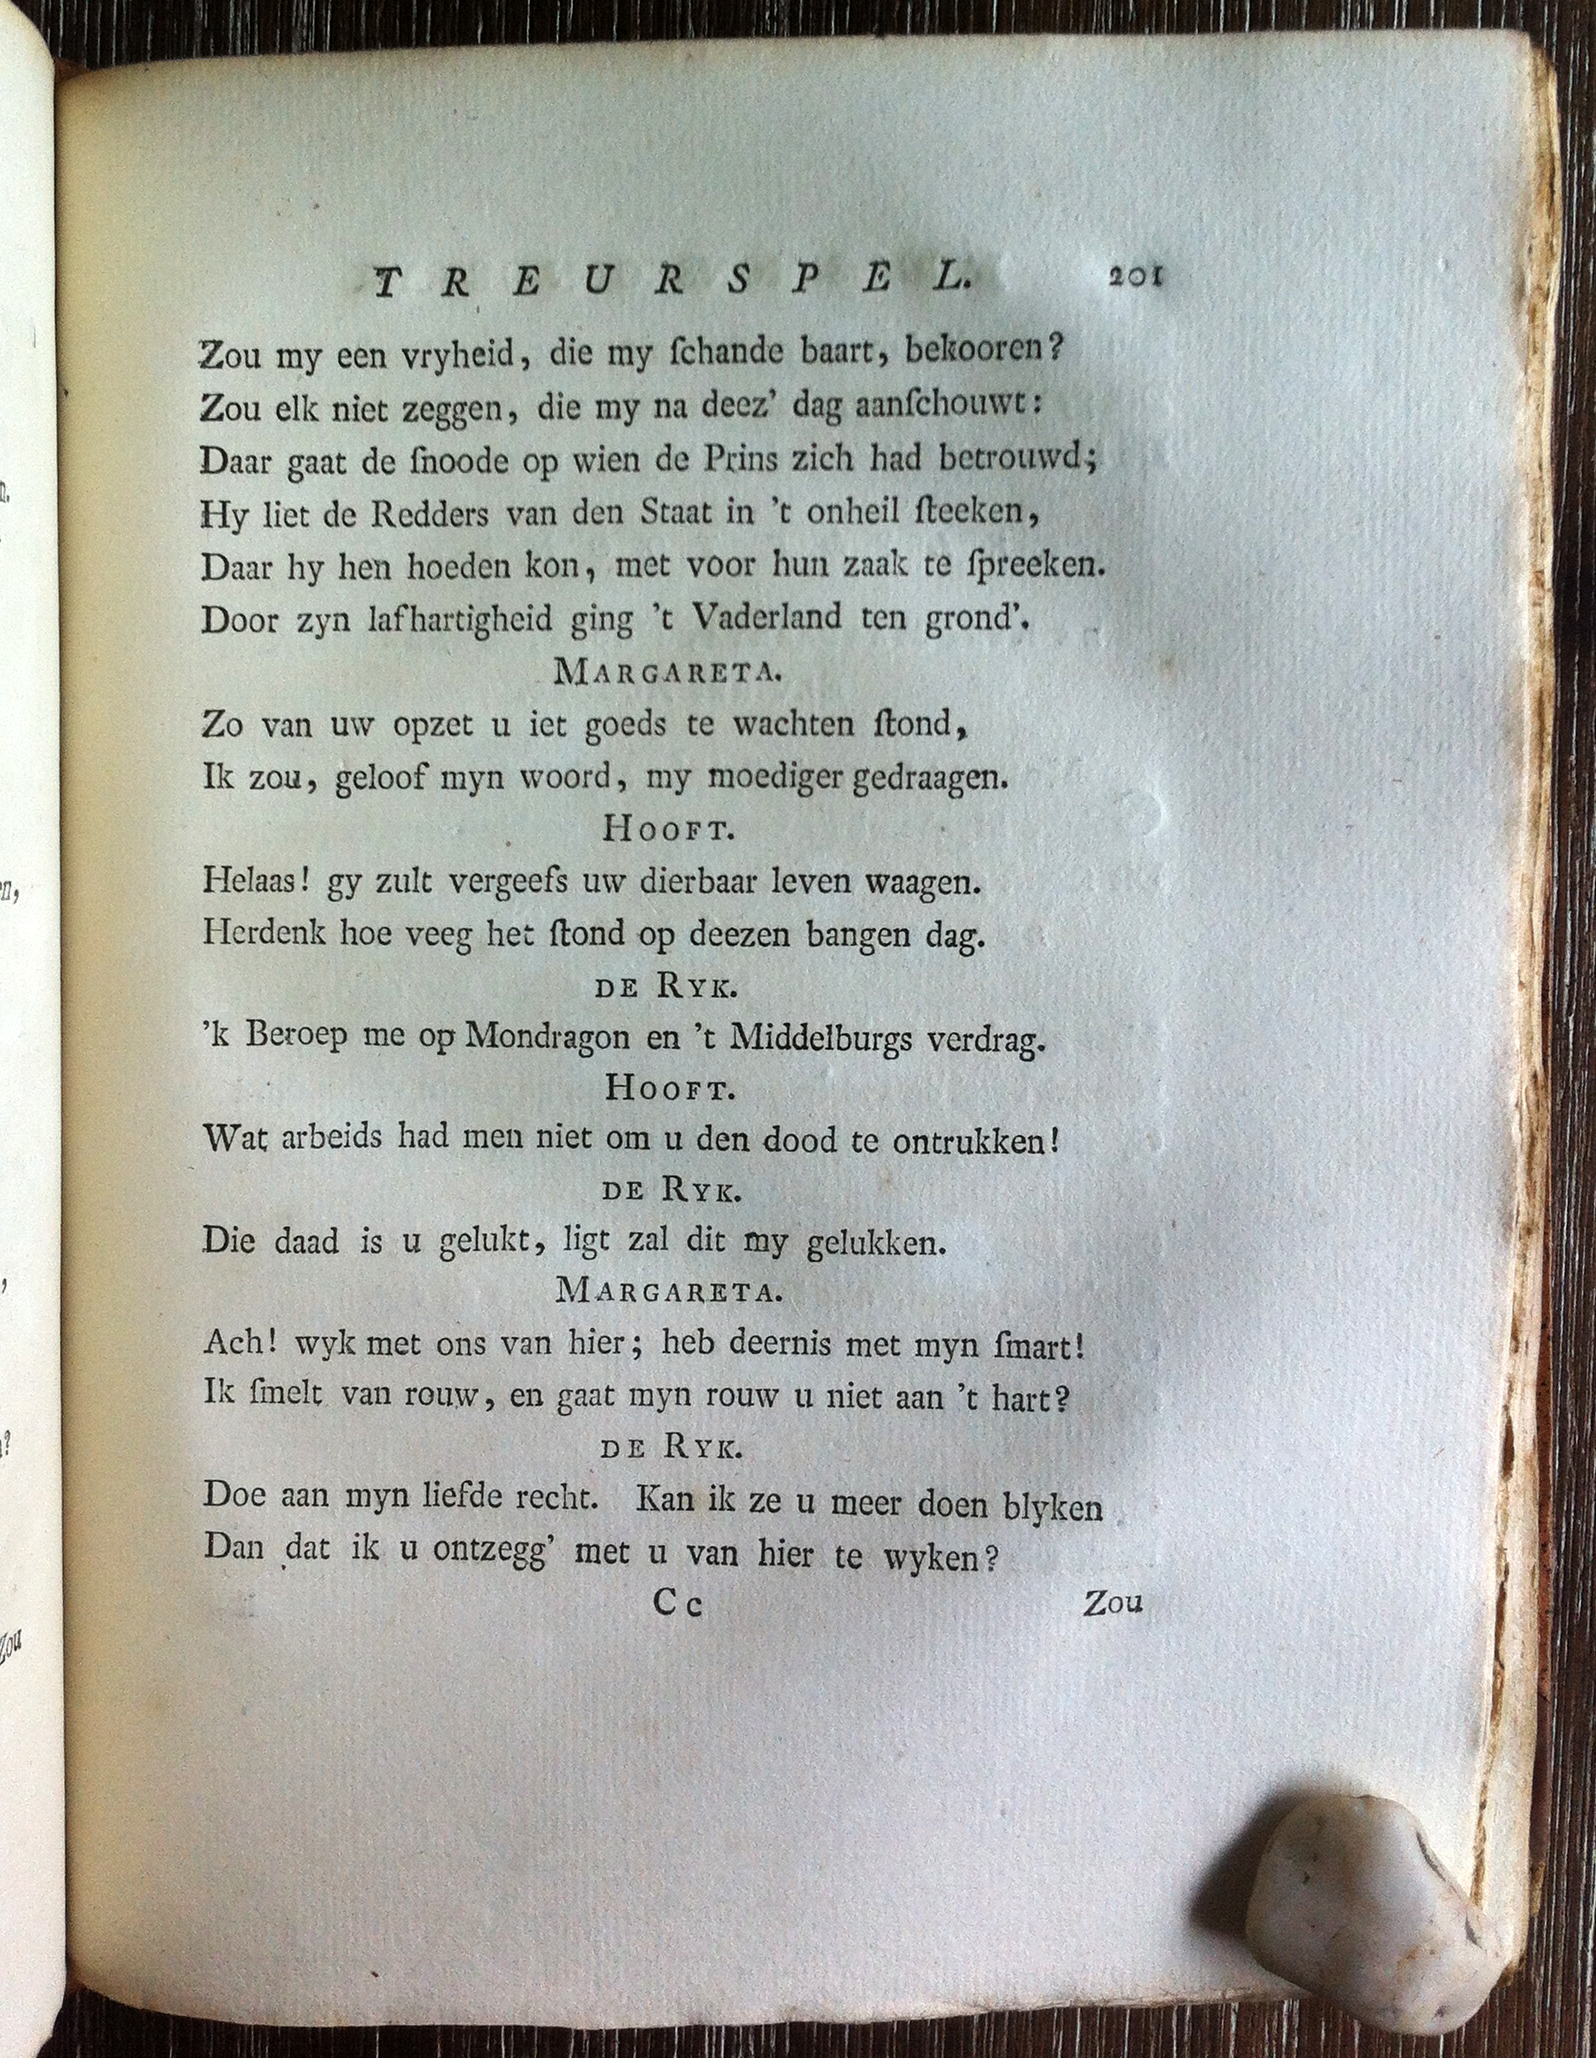 TREURSPEL. 201
Zou my een vryheid, die my ſchande baart, bekooren?
Zou elk niet zeggen, die my na deez' dag aanſchouwt:
Daar gaat de ſnoode op wien de Prins zich had betrouwd;
Hy liet de Redders van den Staat in 't onheil ſteeken,
Daar hy hen hoeden kon, met voor hun zaak te ſpreeken.
Door zyn lafhartigheid ging 't Vaderland ten grond'.
MARGARETA.
Zo van uw opzet u iet goeds te wachten ſtond,
Ik zou, geloof myn woord, my moediger gedraagen.
HOOFT.
Helaas! gy zult vergeefs uw dierbaar leven waagen.
Herdenk hoe veeg het ſtond op deezen bangen dag.
DE RYK.
'k Beroep me op Mondragon en 't Middelburgs verdrag.
HOOFT.
Wat arbeids had men niet om u den dood te ontrukken!
DE RYK.
Die daad is u gelukt, ligt zal dit my gelukken.
MARGARETA.
Ach! wyk met ons van hier; heb deernis met myn ſmart!
Ik ſmelt van rouw, en gaat myn rouw u niet aan 't hart?
DE RYK.
Doe aan myn liefde recht. Kan ik ze u meer doen blyken
Dan dat ik u ontzegg' met u van hier te wyken?
Cc Zou